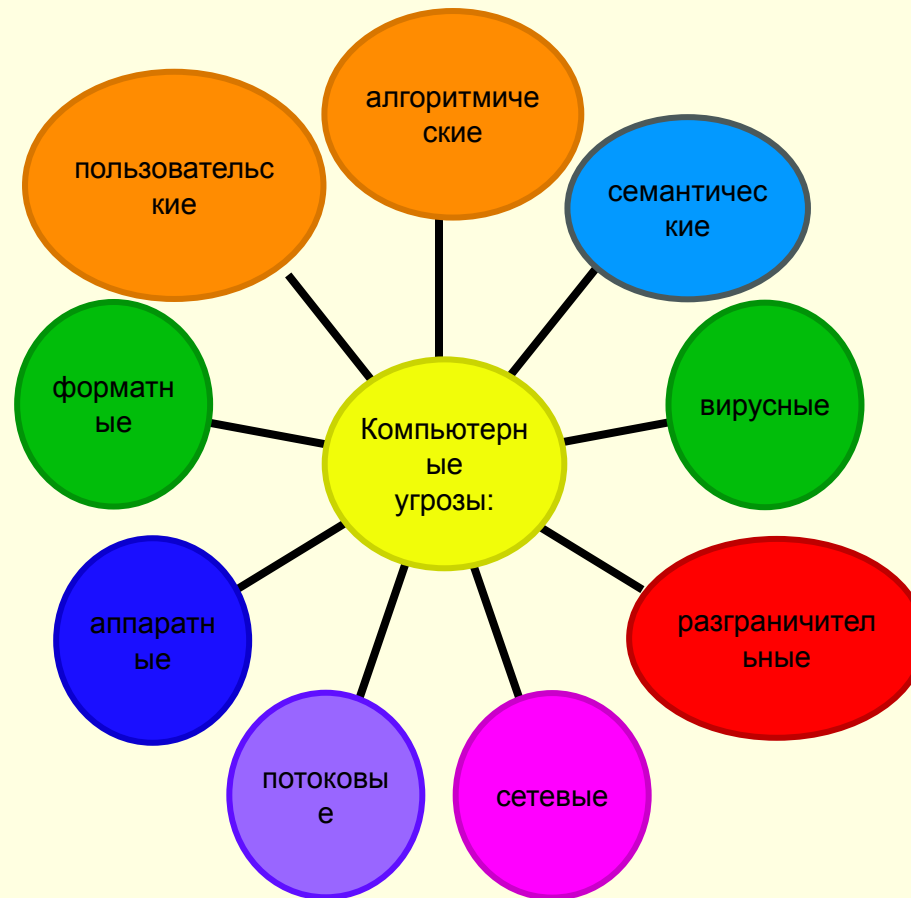 алгоритмиче
ские
пользовательс
кие
семантичес
кие
форматн
ые
вирусные
Компьютерн
ые
угрозы:
аппаратн
ые
разграничител
ьные
потоковы
е
сетевые